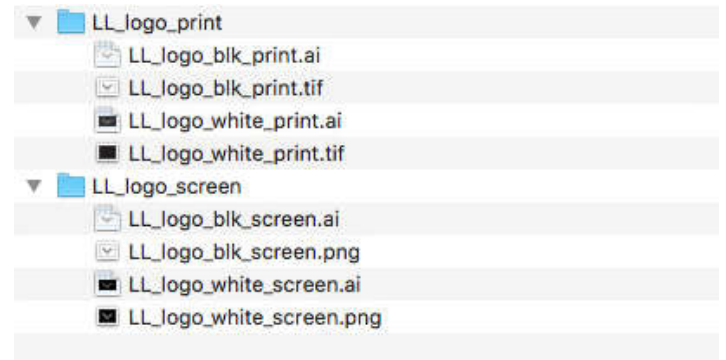 LL_logo_print
LL_logo_blk_print.ai
LL_logo_blk_print.tif
LL_logo_white_print.ai
LL_logo_white_print.tif
LL_logo_screen
LL_logo_blk_screen.ai
LL_logo_blk_screen.png
LL_logo_white_screen.ai
LL_logo_white_screen.png